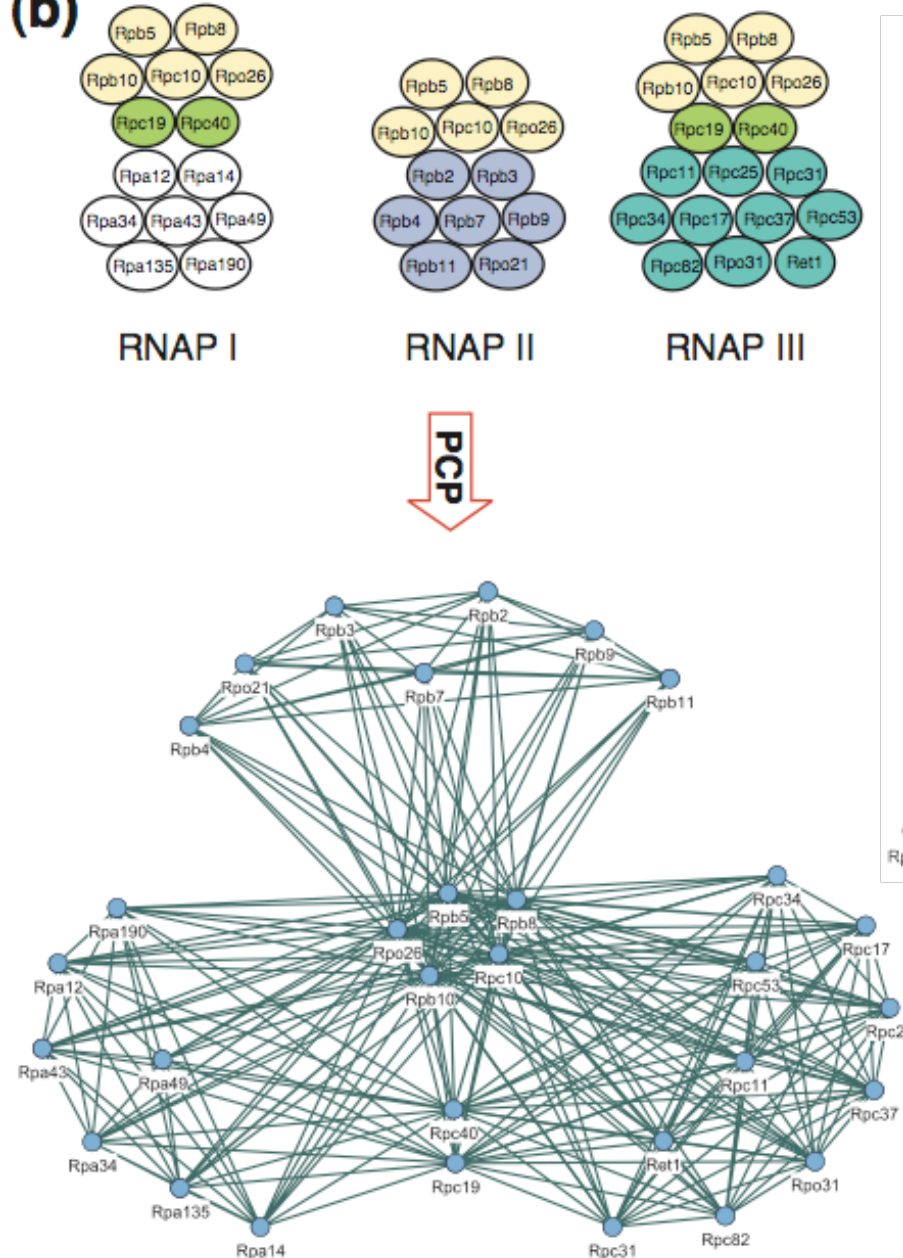 (b)
Rpb5 Rpb8
Rpb10 Rpc10 Rpo26
Rpc19 Rpc40
Rpa12 Rpa14
Rpa34 Rpa43 Rpa49
Rpa135 Rpa190
RNAP I
Rpb5 Rpb8
Rpb10 Rpc10 Rpo26
Rpb2 Rpb3
Rpb4 Rpb7 Rpb9
Rpb11 Rpo21
RNAP II
Rpb5 Rpb8
Rpb10 Rpc10 Rpo26
Rpc19 Rpc40
Rpc11 Rpc25 Rpc31
Rpc34 Rpc17 Rpc37 Rpc53
Rpc82 Rpo31 Ret1
RNAP III
PCP
Rpb2
Rpb3
Rpb9
Rpo21
Rpb7
Rpb11
Rpb4
Rpc34
Rpb5
Rpb8
Rpa190
Rpc17
Rpo26
Rpc10
Rpc53
Rpa12
Rpb10
Rpc2
Rpa43
Rpa49
Rpc11
Rpc37
Rpc40
Rpa34
Ret1
Rpc19
Rpo31
Rpa135
Rpc82
Rpa14
Rpc31